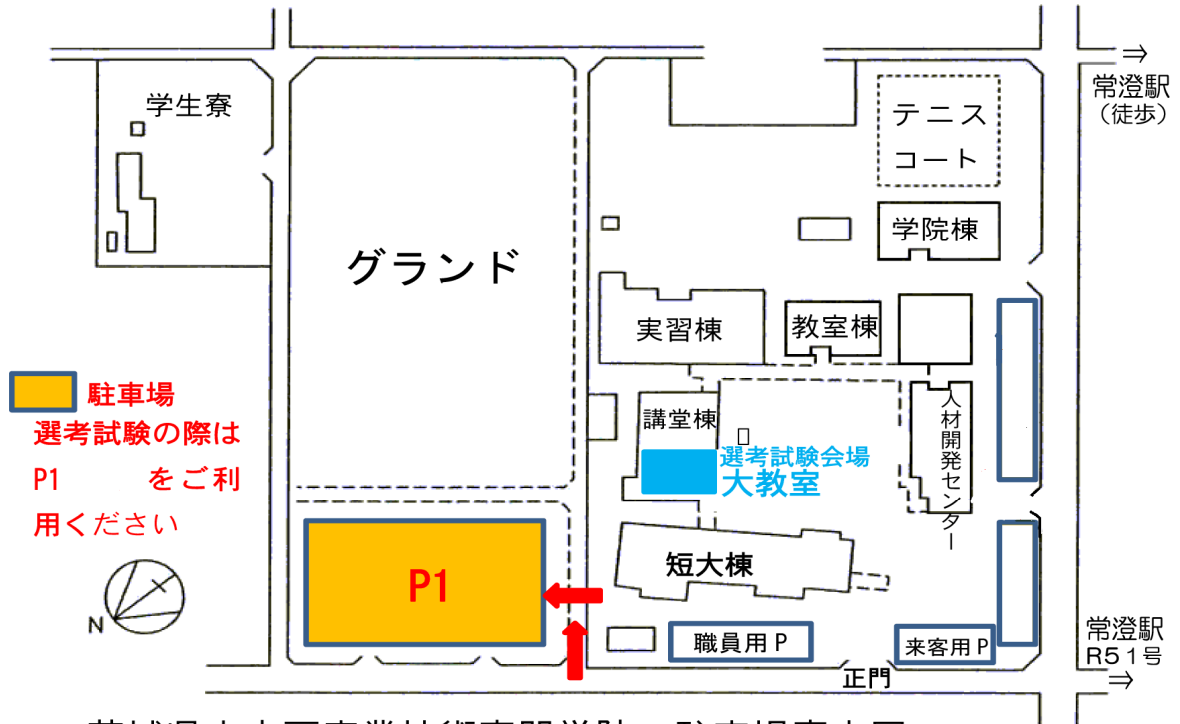 ⇒
常澄駅
（徒歩）
学生寮
テニス
コート
学院棟
グランド
実習棟
教室棟
駐車場
選考試験の際は
P1 をご利
用ください
講堂棟
人材開発センター
選考試験会場
大教室
短大棟
P1
N
職員用P
来客用P
常澄駅
R51号
⇒
正門